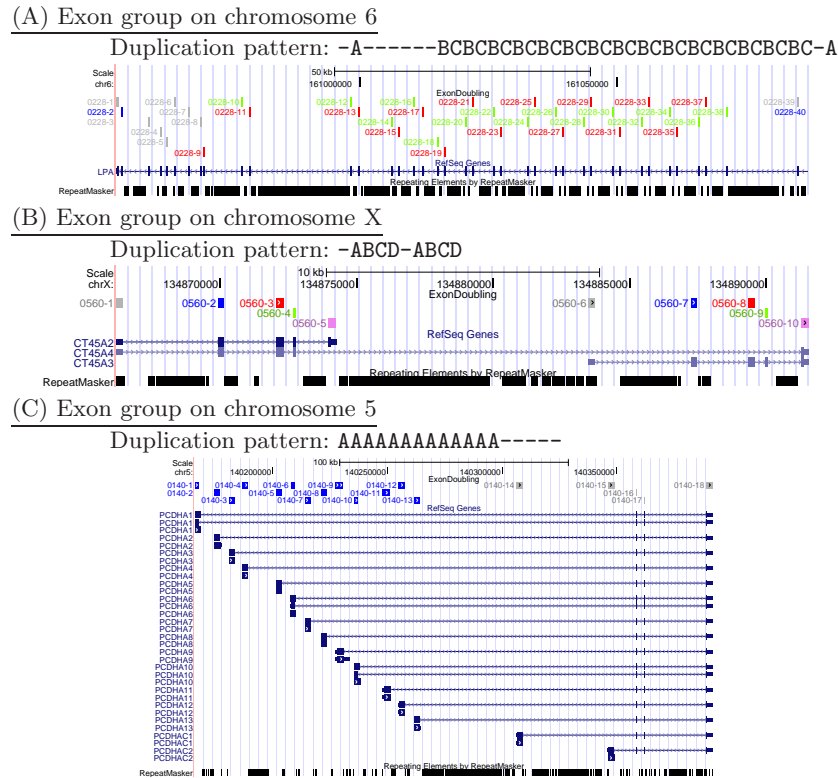 (A) Exon group on chromosome 6
Duplication pattern: -A------BCBCBCBCBCBCBCBCBCBCBCBCBCBCBC-A
Scale 50 kb
chr6: 161000000 161050000
ExonDoubling
0228-1 0228-6 0228-10 0228-12 0228-16 0228-21 0228-25 0228-29 0228-33 0228-37 0228-39
0228-2 0228-7 0228-11 0228-13 0228-17 0228-22 0228-26 0228-30 0228-34 0228-38 0228-40
0228-3 0228-8 0228-14 0228-20 0228-24 0228-28 0228-32 0228-36
0228-4 0228-15 0228-23 0228-27 0228-31 0228-35
0228-5 0228-18
0228-9 0228-19
RefSeq Genes
LPA
Repeating Elements by RepeatMasker
RepeatMasker
(B) Exon group on chromosome X
Duplication pattern: -ABCD-ABCD
Scale 10 kb
chrX: 134870000 134875000 134880000 134885000 134890000
ExonDoubling
0560-1 0560-2 0560-3 0560-6 0560-7 0560-8
0560-4 0560-9
0560-5 0560-10
RefSeq Genes
CT45A2
CT45A4
CT45A3
Repeating Elements by RepeatMasker
RepeatMasker
(C) Exon group on chromosome 5
Duplication pattern: AAAAAAAAAAAAA-----
Scale 100 kb
chr5: 140200000 140250000 140300000 140350000
ExonDoubling
0140-1 0140-4 0140-6 0140-9 0140-12 0140-14 0140-15 0140-18
0140-2 0140-5 0140-8 0140-11 0140-16
0140-3 0140-7 0140-10 0140-13 0140-17
RefSeq Genes
PCDHA1
PCDHA1
PCDHA1
PCDHA2
PCDHA2
PCDHA3
PCDHA3
PCDHA4
PCDHA4
PCDHA5
PCDHA5
PCDHA6
PCDHA6
PCDHA6
PCDHA7
PCDHA7
PCDHA8
PCDHA8
PCDHA9
PCDHA9
PCDHA10
PCDHA10
PCDHA10
PCDHA11
PCDHA11
PCDHA12
PCDHA12
PCDHA13
PCDHA13
PCDHAC1
PCDHAC1
PCDHAC2
PCDHAC2
Repeating Elements by RepeatMasker
RepeatMasker